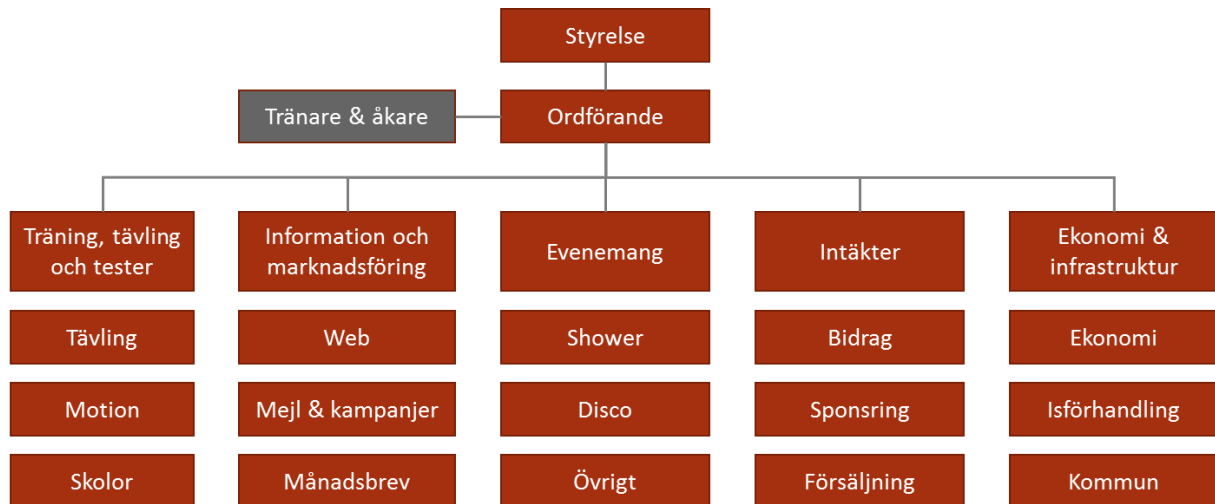 Styrelse
Tränare & åkare
Ordförande
Träning, tävling
och tester
Information och
marknadsföring
Evenemang
Intäkter
Ekonomi &
infrastruktur
Tävling
Web
Shower
Bidrag
Ekonomi
Motion
Mejl & kampanjer
Disco
Sponsring
Isförhandling
Skolor
Månadsbrev
Övrigt
Försäljning
Kommun